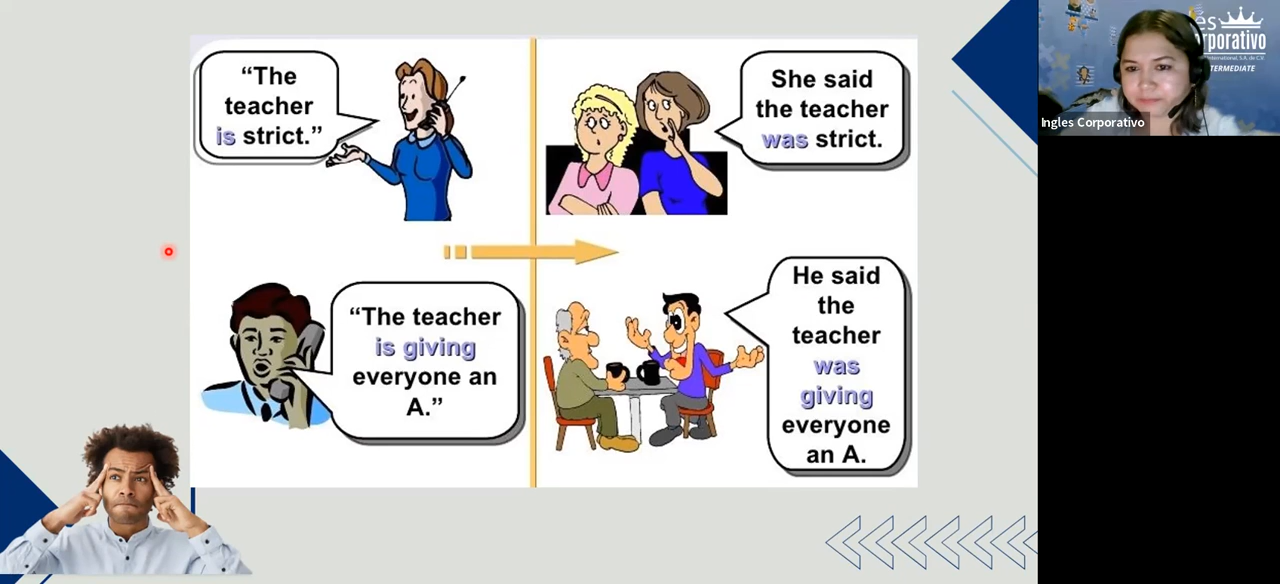 “The
teacher
is strict.”
She said
the teacher
was strict.
“The teacher
is giving
everyone an
A.”
He said
the
teacher
was
giving
everyone
an A.
Ingles Corporativo